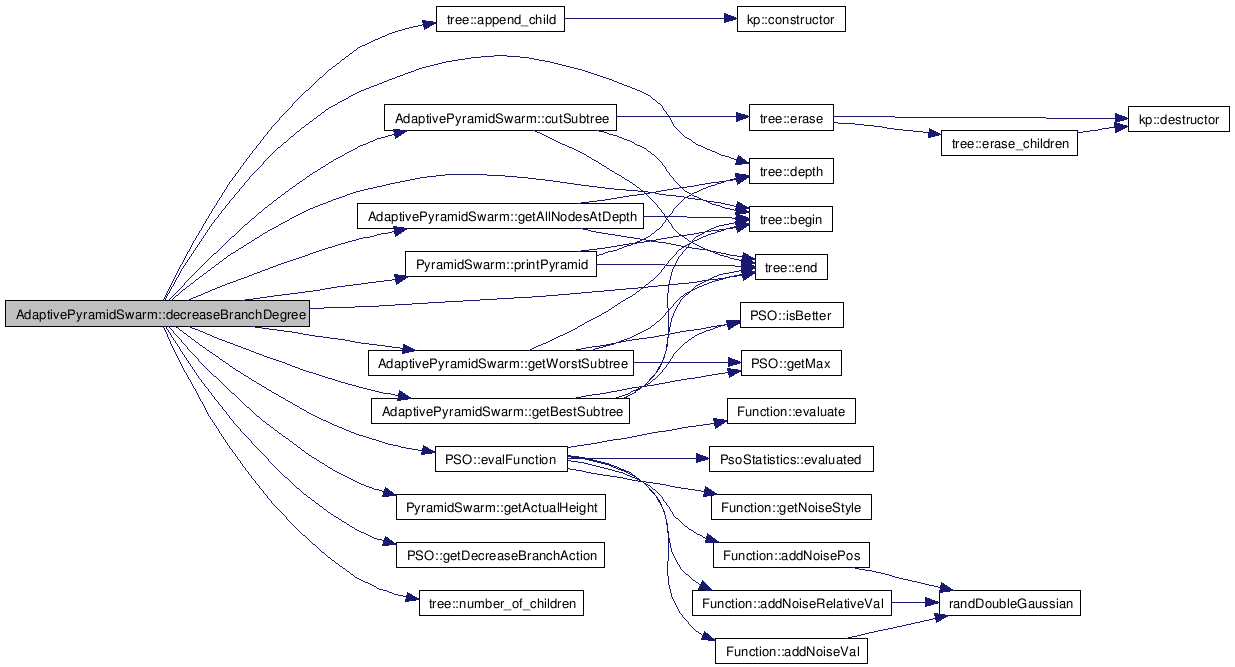 tree::append_child
kp::constructor
AdaptivePyramidSwarm::cutSubtree
tree::erase
kp::destructor
tree::erase_children
tree::depth
AdaptivePyramidSwarm::getAllNodesAtDepth
tree::begin
PyramidSwarm::printPyramid
tree::end
AdaptivePyramidSwarm::decreaseBranchDegree
PSO::isBetter
AdaptivePyramidSwarm::getWorstSubtree
PSO::getMax
AdaptivePyramidSwarm::getBestSubtree
Function::evaluate
PSO::evalFunction
PsoStatistics::evaluated
PyramidSwarm::getActualHeight
Function::getNoiseStyle
PSO::getDecreaseBranchAction
Function::addNoisePos
tree::number_of_children
Function::addNoiseRelativeVal
randDoubleGaussian
Function::addNoiseVal